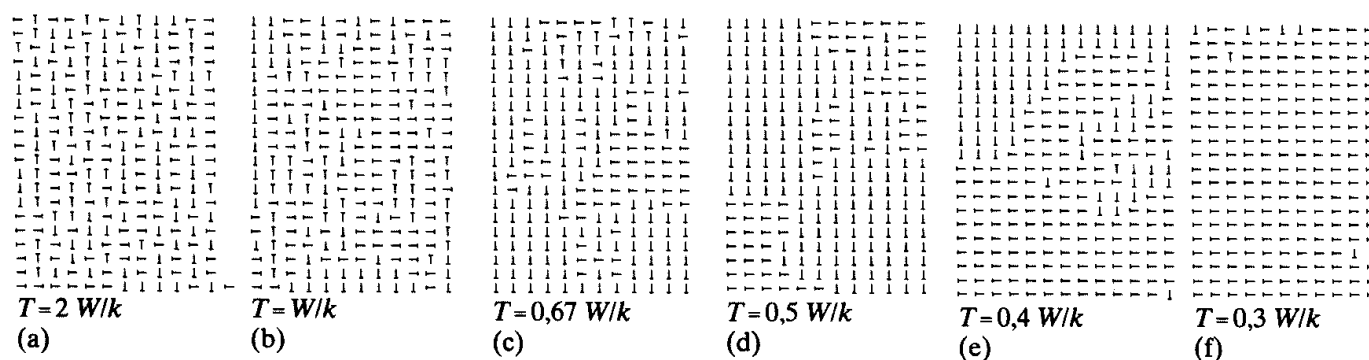 T=2 W/k
(a)
T=W/k
(b)
T=0,67 W/k
(c)
T=0,5 W/k
(d)
T=0,4 W/k
(e)
T=0,3 W/k
(f)